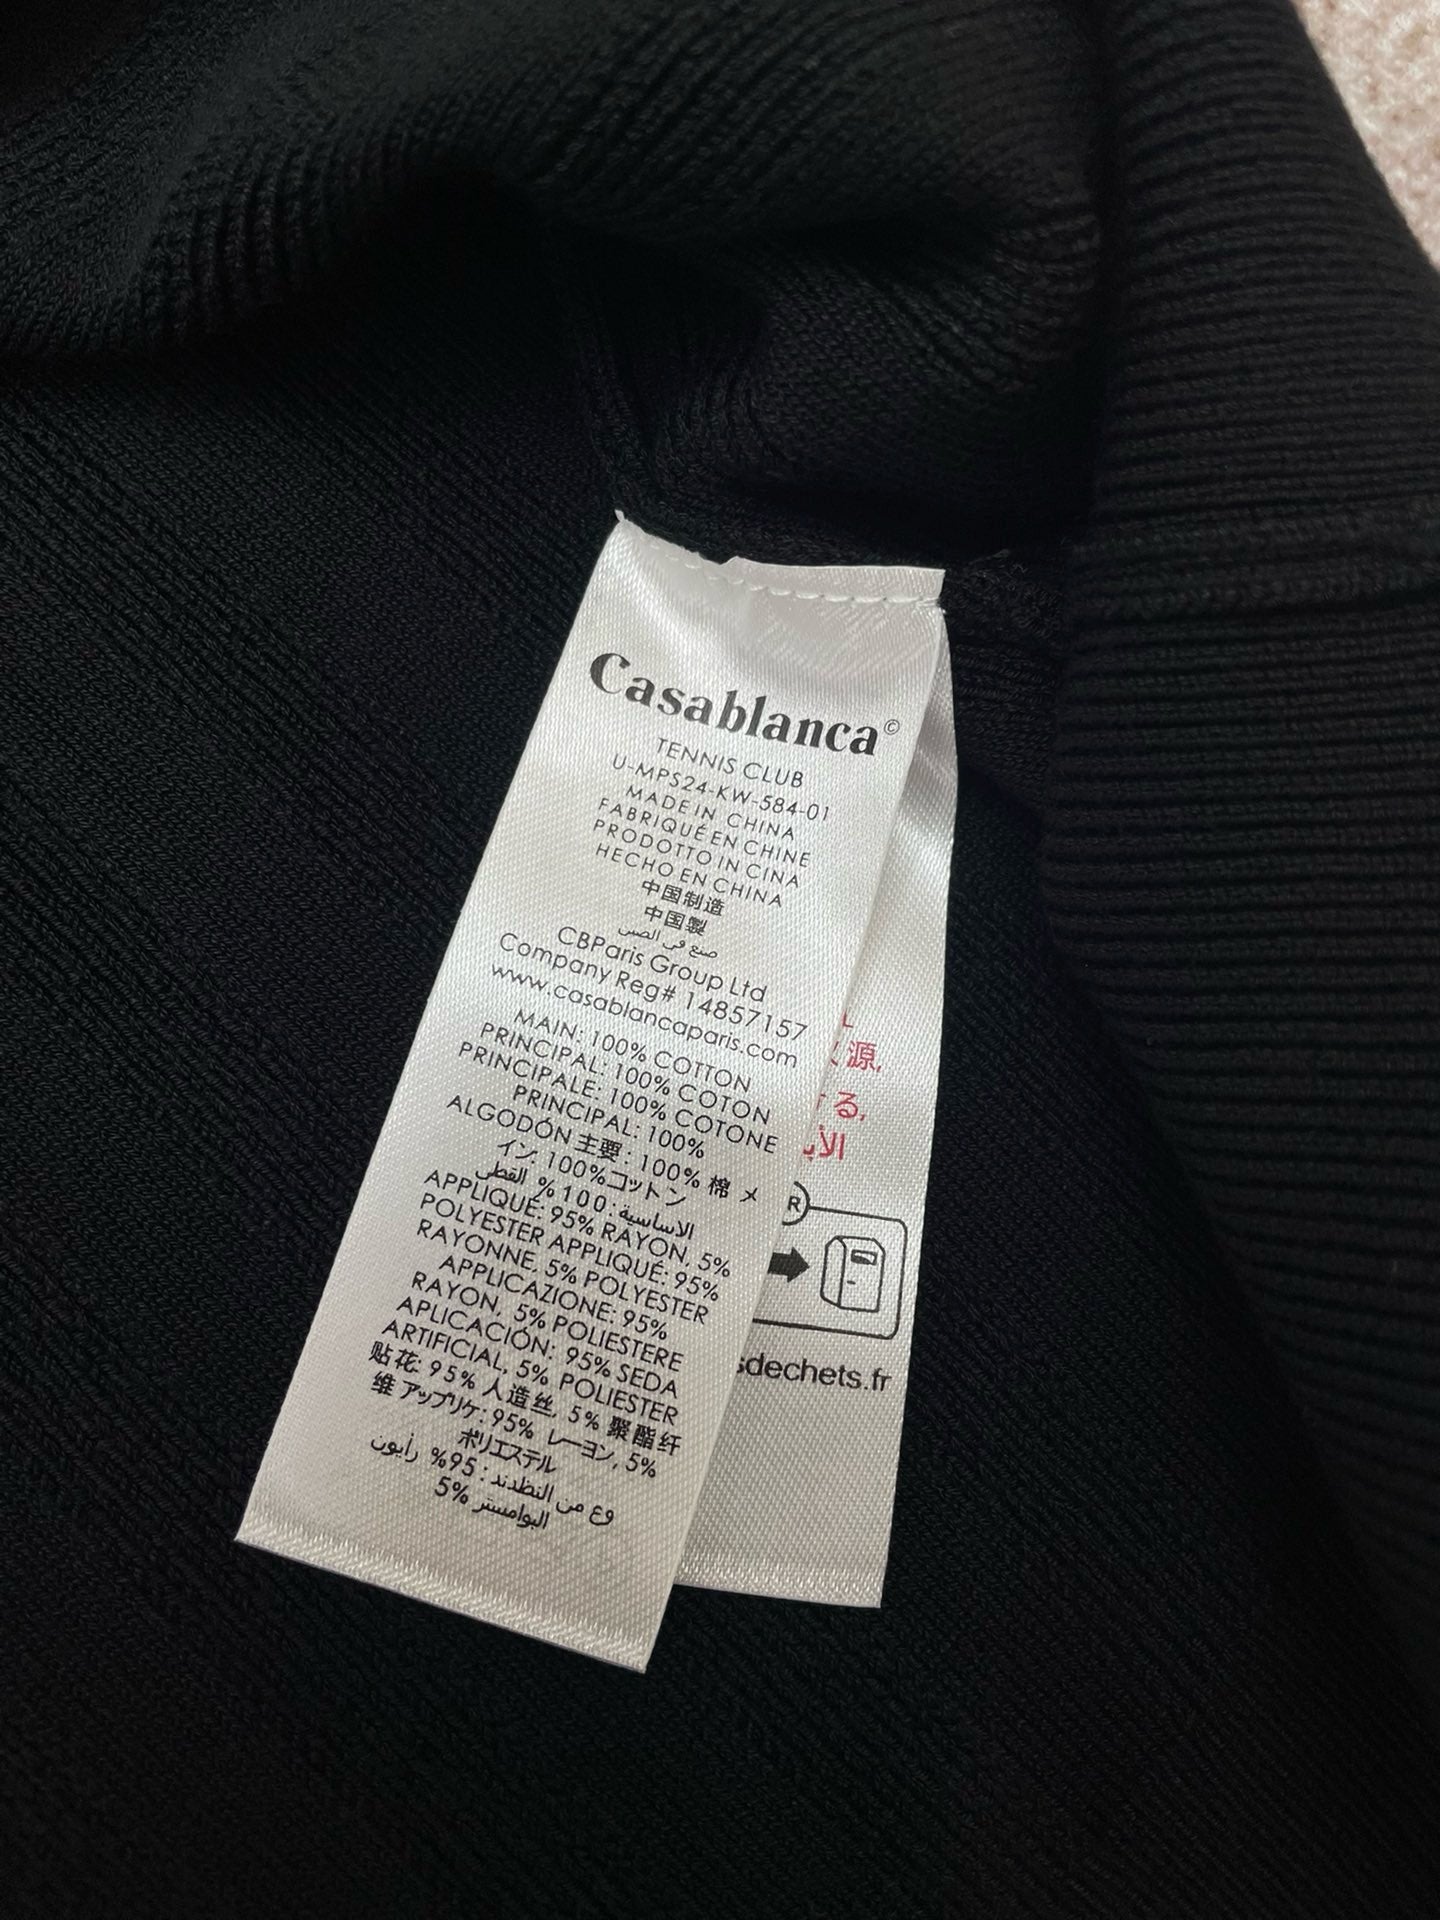 Casablanca©
TENNIS CLUB
U-MPS24-KW-584-01
MADE IN CHINA
FABRIQUÉ EN CHINE
PRODOTTO IN CINA
HECHO EN CHINA
中国制造
中国製
صنع في الصين
CBParis Group Ltd
Company Reg# 14857157
www.casablancaparis.com
MAIN: 100% COTTON
PRINCIPAL: 100% COTON
PRINCIPALE: 100% COTONE
PRINCIPAL: 100%
ALGODÓN 主要: 100% 棉 メ
イン: 100%コットン
الاساسية: 100 % القطن
APPLIQUÉ: 95% RAYON, 5%
POLYESTER APPLIQUÉ: 95%
RAYONNE, 5% POLYESTER
APPLICAZIONE: 95%
RAYON, 5% POLIESTERE
APLICACIÓN: 95% SEDA
ARTIFICIAL, 5% POLIESTER
贴花: 95% 人造丝, 5% 聚酯纤
维 アップリケ: 95% レーヨン, 5%
ポリエステル
95% رايون
5%
L
源,
する,
R
sdechets.fr